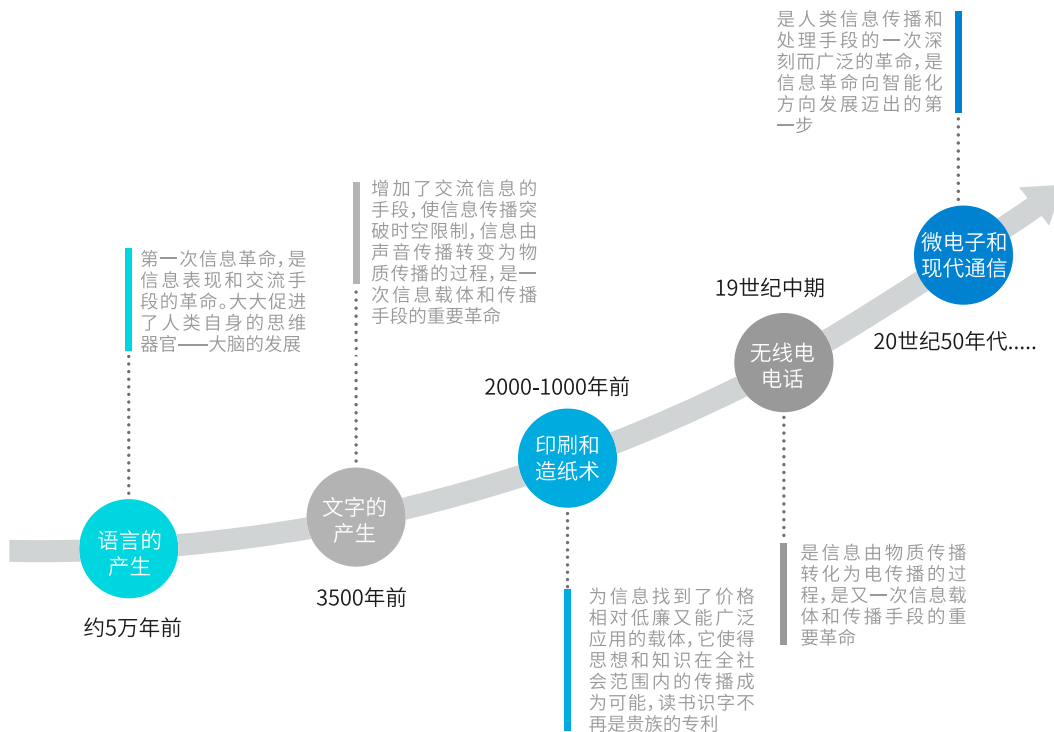 第一次信息革命，是
信息表现和交流手
段的革命。大大促进
了人类自身的思维
器官——大脑的发展
语言的
产生
约5万年前
增加了交流信息的
手段，使信息传播突
破时空限制，信息由
声音传播转变为物
质传播的过程，是一
次信息载体和传播
手段的重要革命
文字的
产生
3500年前
2000-1000年前
印刷和
造纸术
为信息找到了价格
相对低廉又能广泛
应用的载体，它使得
思想和知识在全社
会范围内的传播成
为可能，读书识字不
再是贵族的专利
19世纪中期
无线电
电话
是信息由物质传播
转化为电传播的过
程，是又一次信息载
体和传播手段的重
要革命
是人类信息传播和
处理手段的一次深
刻而广泛的革命，是
信息革命向智能化
方向发展迈出的第
一步
微电子和
现代通信
20世纪50年代.....